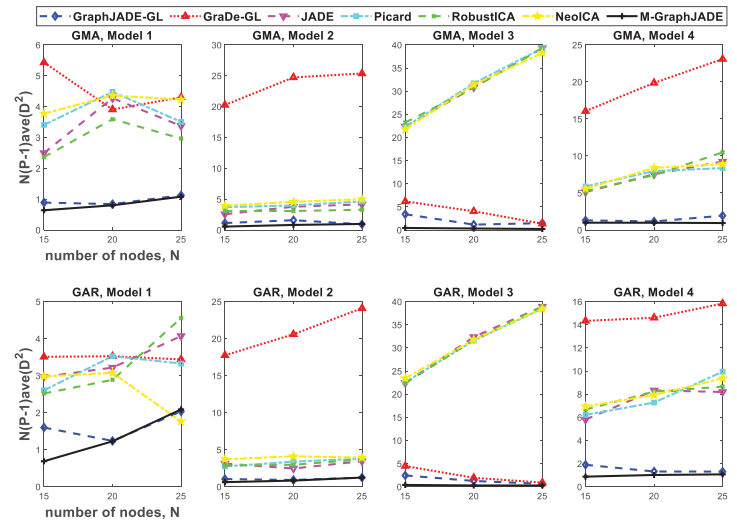 GraphJADE-GL GraDe-GL JADE Picard RobustICA NeoICA M-GraphJADE
GMA, Model 1
GMA, Model 2
GMA, Model 3
GMA, Model 4
N(P-1)ave(D²)
6
5
4
3
2
1
0
15 20 25
number of nodes, N
30
25
20
15
10
5
0
15 20 25
40
35
30
25
20
15
10
5
0
15 20 25
25
20
15
10
5
0
15 20 25
GAR, Model 1
GAR, Model 2
GAR, Model 3
GAR, Model 4
N(P-1)ave(D²)
5
4
3
2
1
0
15 20 25
number of nodes, N
25
20
15
10
5
0
15 20 25
40
35
30
25
20
15
10
5
0
15 20 25
16
14
12
10
8
6
4
2
0
15 20 25